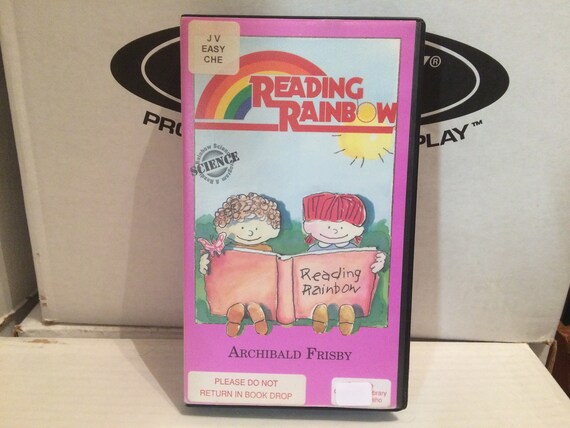 J V
EASY
CHE
READING
RAINBOW
®
PRO
PLAY™
SCIENCE
Reading
Rainbow
ARCHIBALD FRISBY
PLEASE DO NOT
RETURN IN BOOK DROP